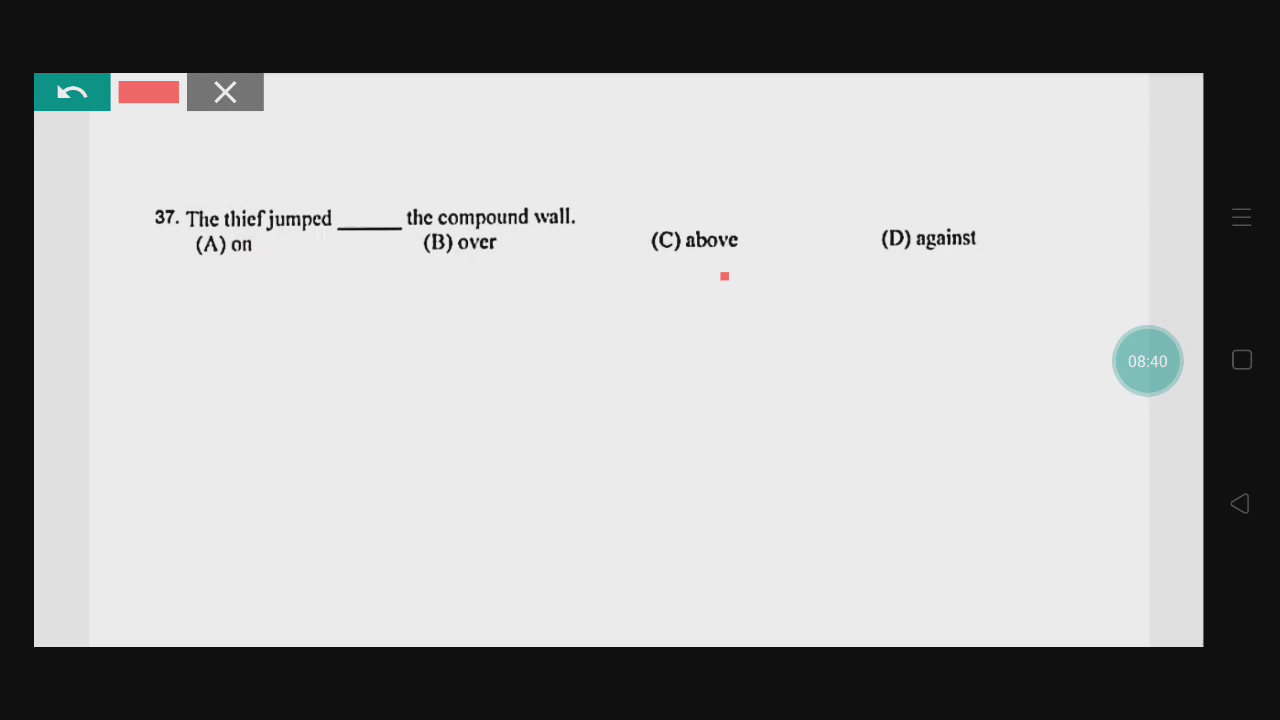 37. The thief jumped ______ the compound wall.
(A) on (B) over (C) above (D) against
08:40